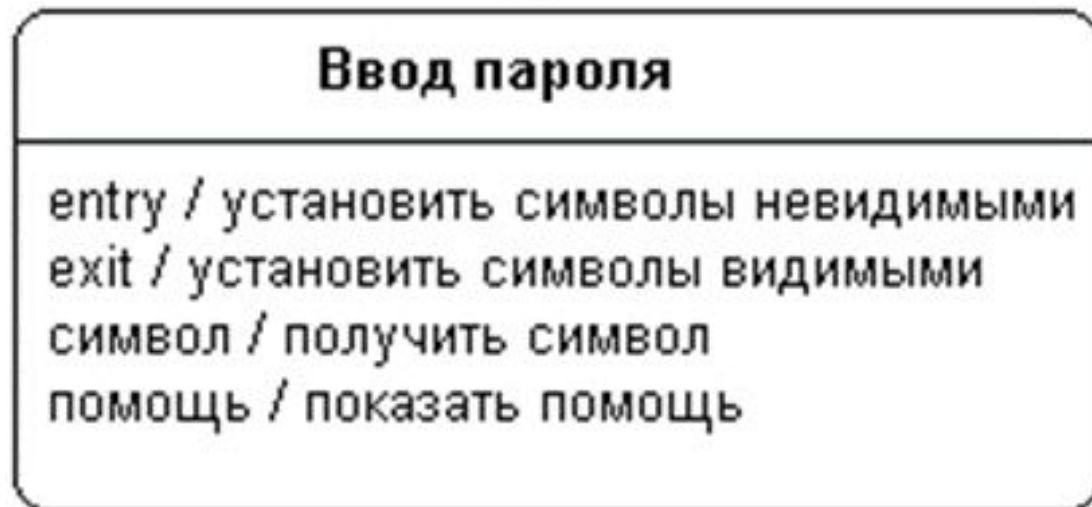 Ввод пароля
entry / установить символы невидимыми
exit / установить символы видимыми
символ / получить символ
помощь / показать помощь